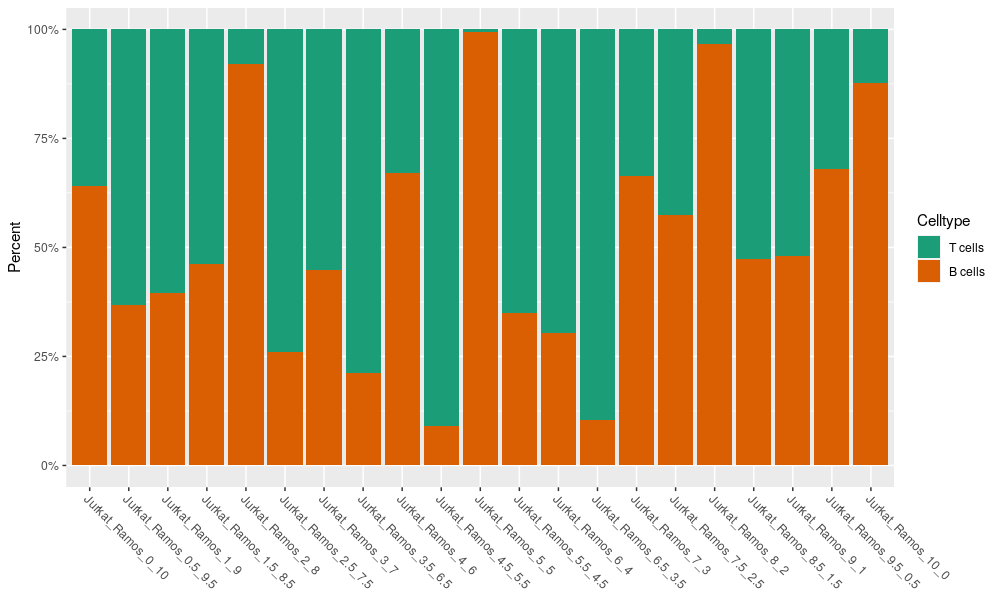 100%
75%
50%
25%
0%
Percent
Jurkat_Ramos_0_10
Jurkat_Ramos_0.5_9.5
Jurkat_Ramos_1_9
Jurkat_Ramos_1.5_8.5
Jurkat_Ramos_2_8
Jurkat_Ramos_2.5_7.5
Jurkat_Ramos_3_7
Jurkat_Ramos_3.5_6.5
Jurkat_Ramos_4_6
Jurkat_Ramos_4.5_5.5
Jurkat_Ramos_5_5
Jurkat_Ramos_5.5_4.5
Jurkat_Ramos_6_4
Jurkat_Ramos_6.5_3.5
Jurkat_Ramos_7_3
Jurkat_Ramos_7.5_2.5
Jurkat_Ramos_8_2
Jurkat_Ramos_8.5_1.5
Jurkat_Ramos_9_1
Jurkat_Ramos_9.5_0.5
Jurkat_Ramos_10_0
Celltype
T cells
B cells